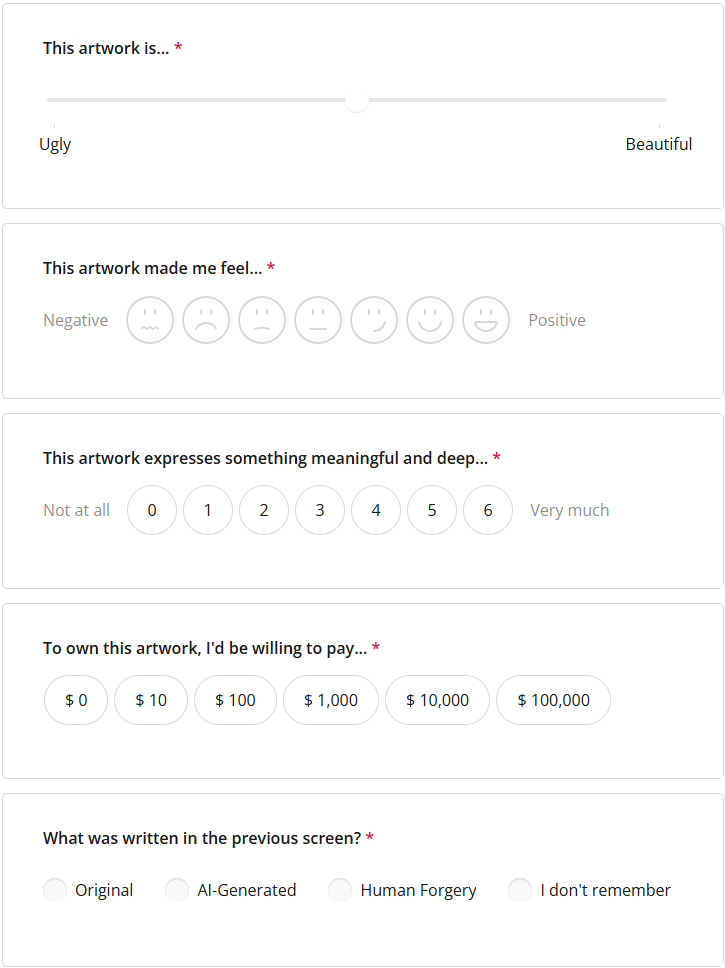 This artwork is... *
Ugly Beautiful
This artwork made me feel... *
Negative Positive
This artwork expresses something meaningful and deep... *
Not at all 0 1 2 3 4 5 6 Very much
To own this artwork, I'd be willing to pay... *
$ 0 $ 10 $ 100 $ 1,000 $ 10,000 $ 100,000
What was written in the previous screen? *
Original AI-Generated Human Forgery I don't remember